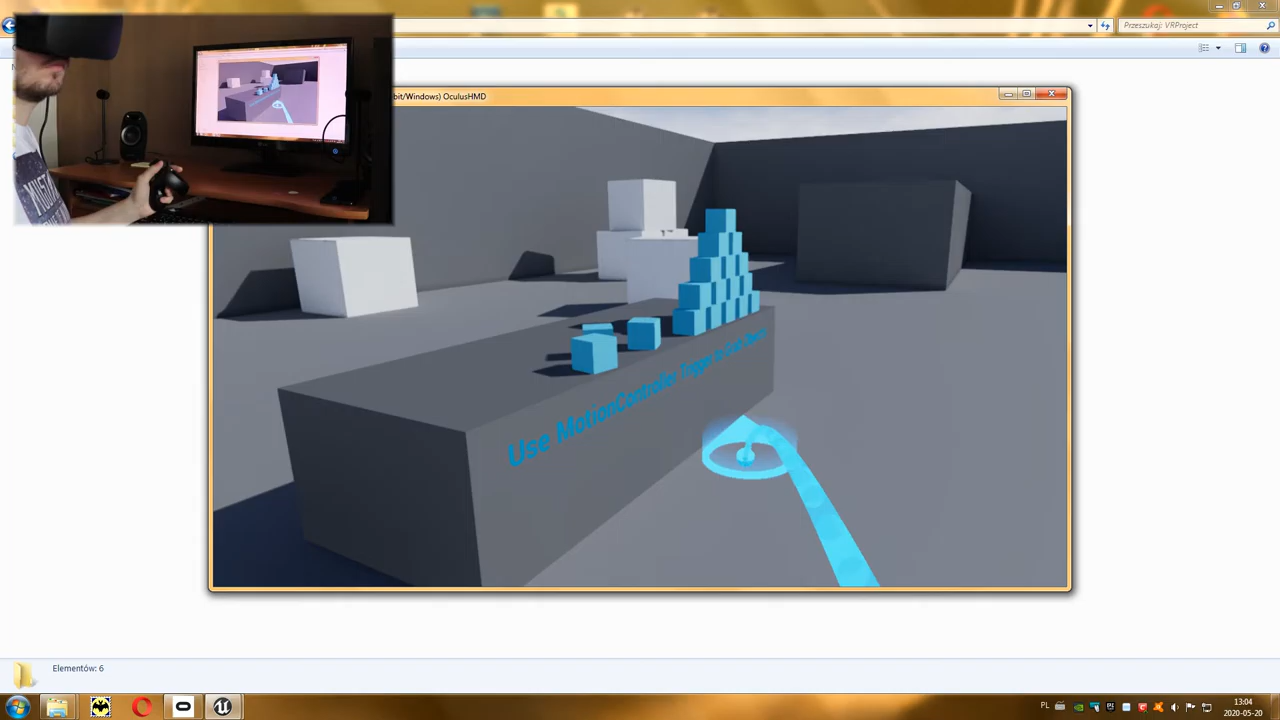 Przeszukaj: VRProject
bit/Windows) OculusHMD
Use MotionController Trigger to Grab Objects
Elementów: 6
PL
13:04
2020-05-20